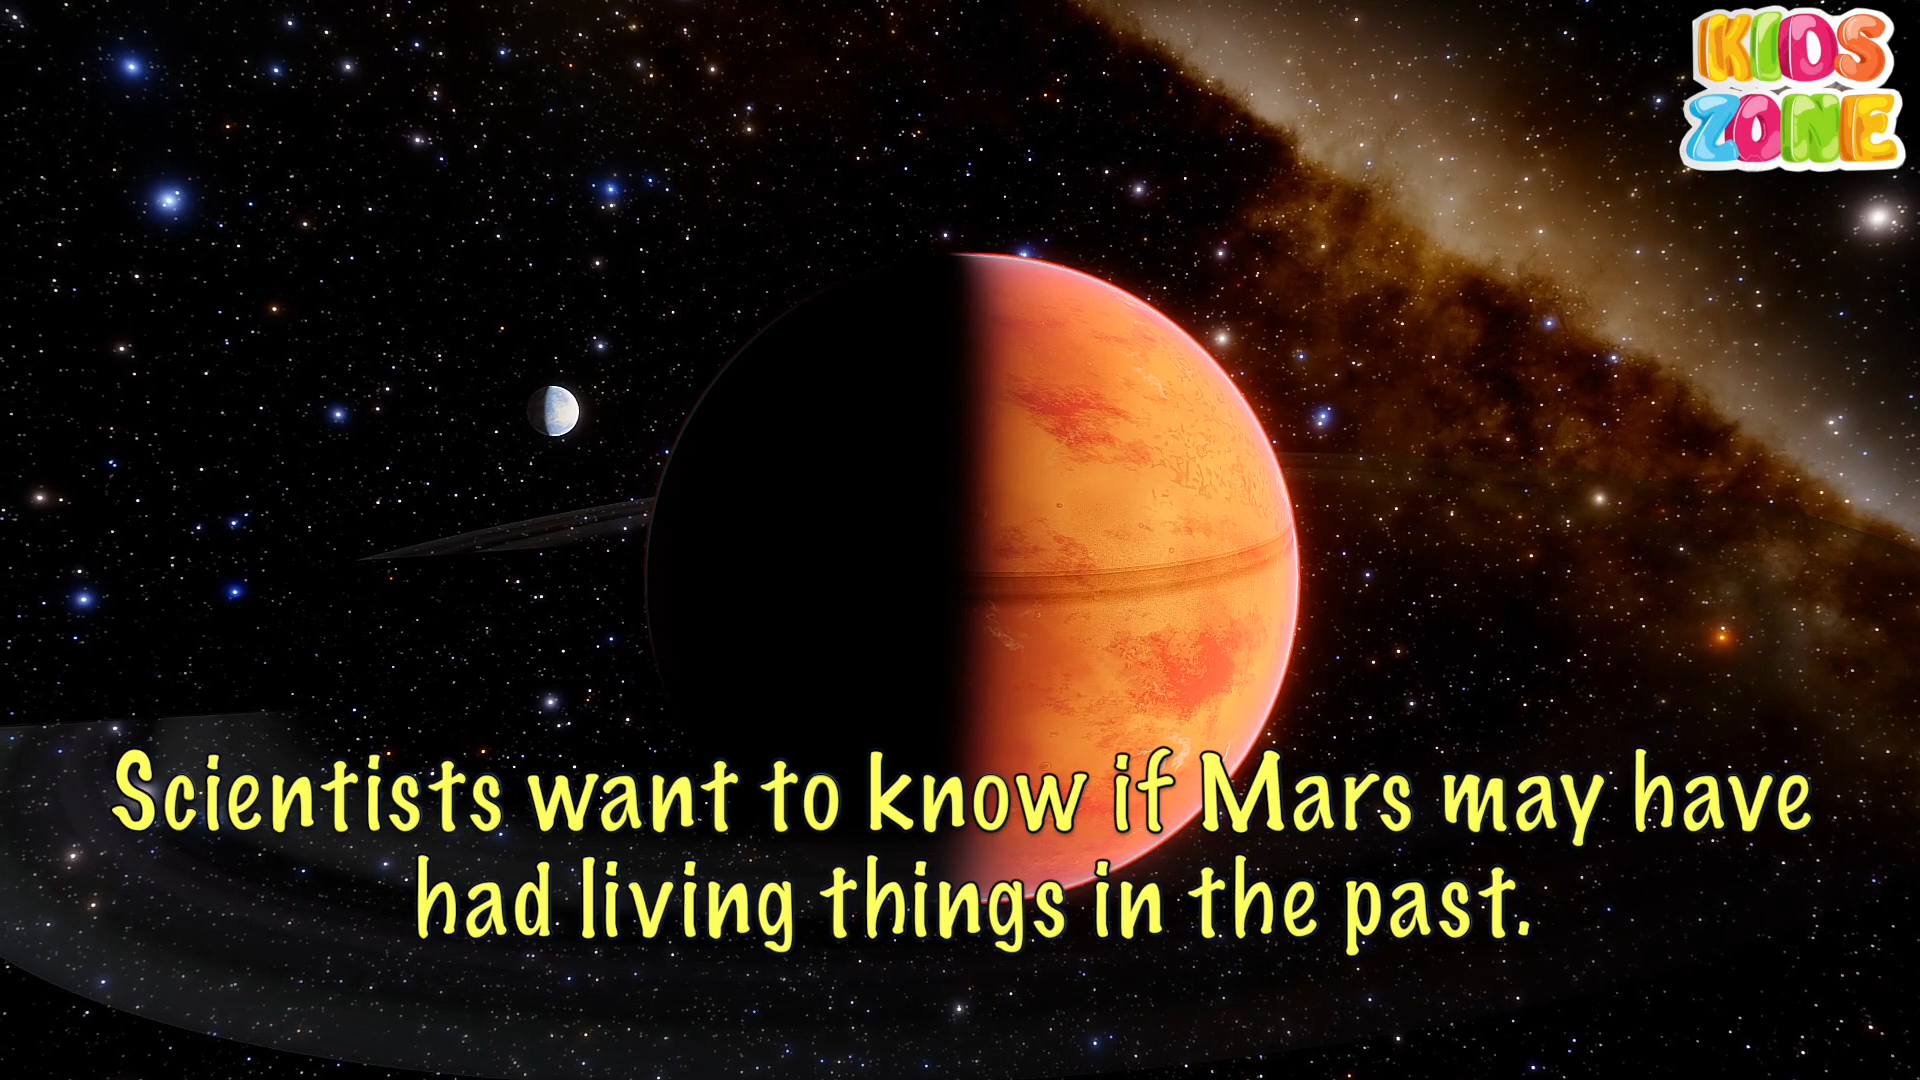 KIDS
ZONE
Scientists want to know if Mars may have
had living things in the past.